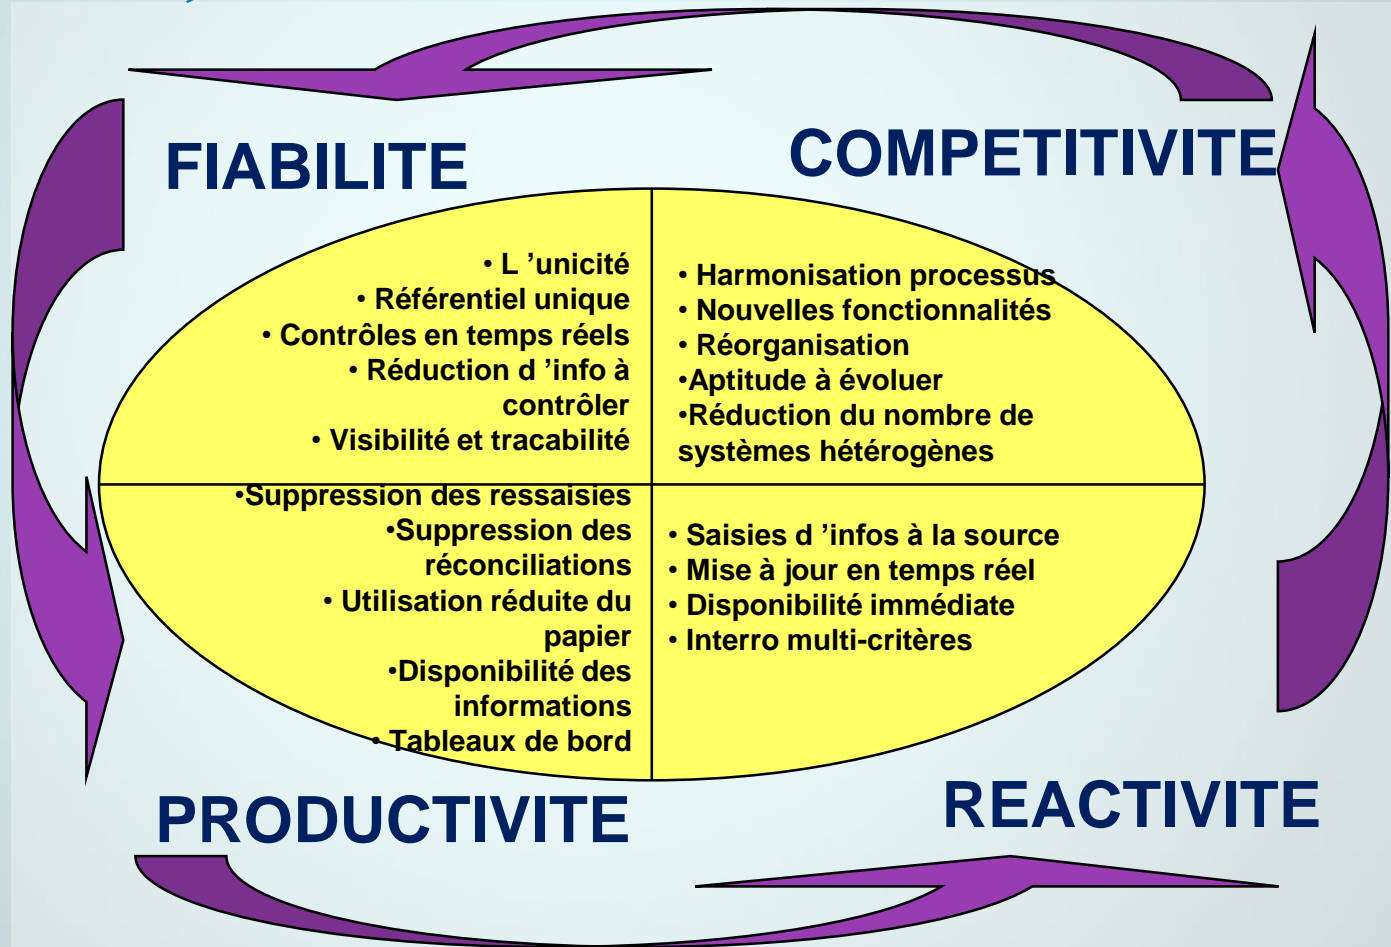 FIABILITE
COMPETITIVITE
• L ’unicité
• Référentiel unique
• Contrôles en temps réels
• Réduction d ’info à
contrôler
• Visibilité et tracabilité
• Harmonisation processus
• Nouvelles fonctionnalités
• Réorganisation
•Aptitude à évoluer
•Réduction du nombre de
systèmes hétérogènes
•Suppression des ressaisies
•Suppression des
réconciliations
• Utilisation réduite du
papier
•Disponibilité des
informations
• Tableaux de bord
• Saisies d ’infos à la source
• Mise à jour en temps réel
• Disponibilité immédiate
• Interro multi-critères
PRODUCTIVITE
REACTIVITE